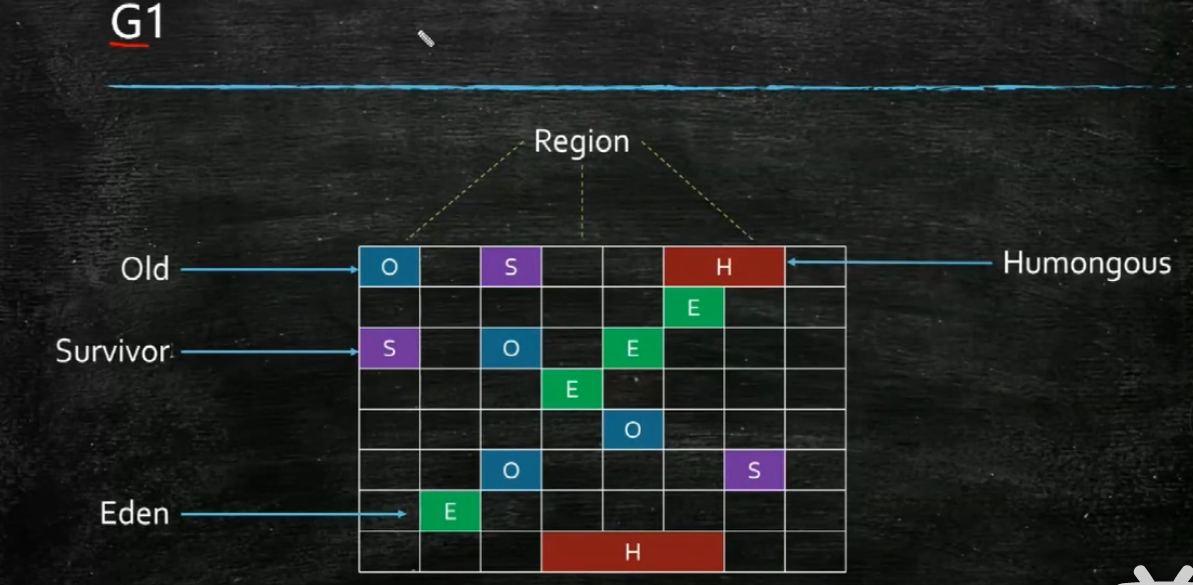 G1
Region
Old O S H Humongous
E
Survivor S O E
E
O
O S
Eden E
H